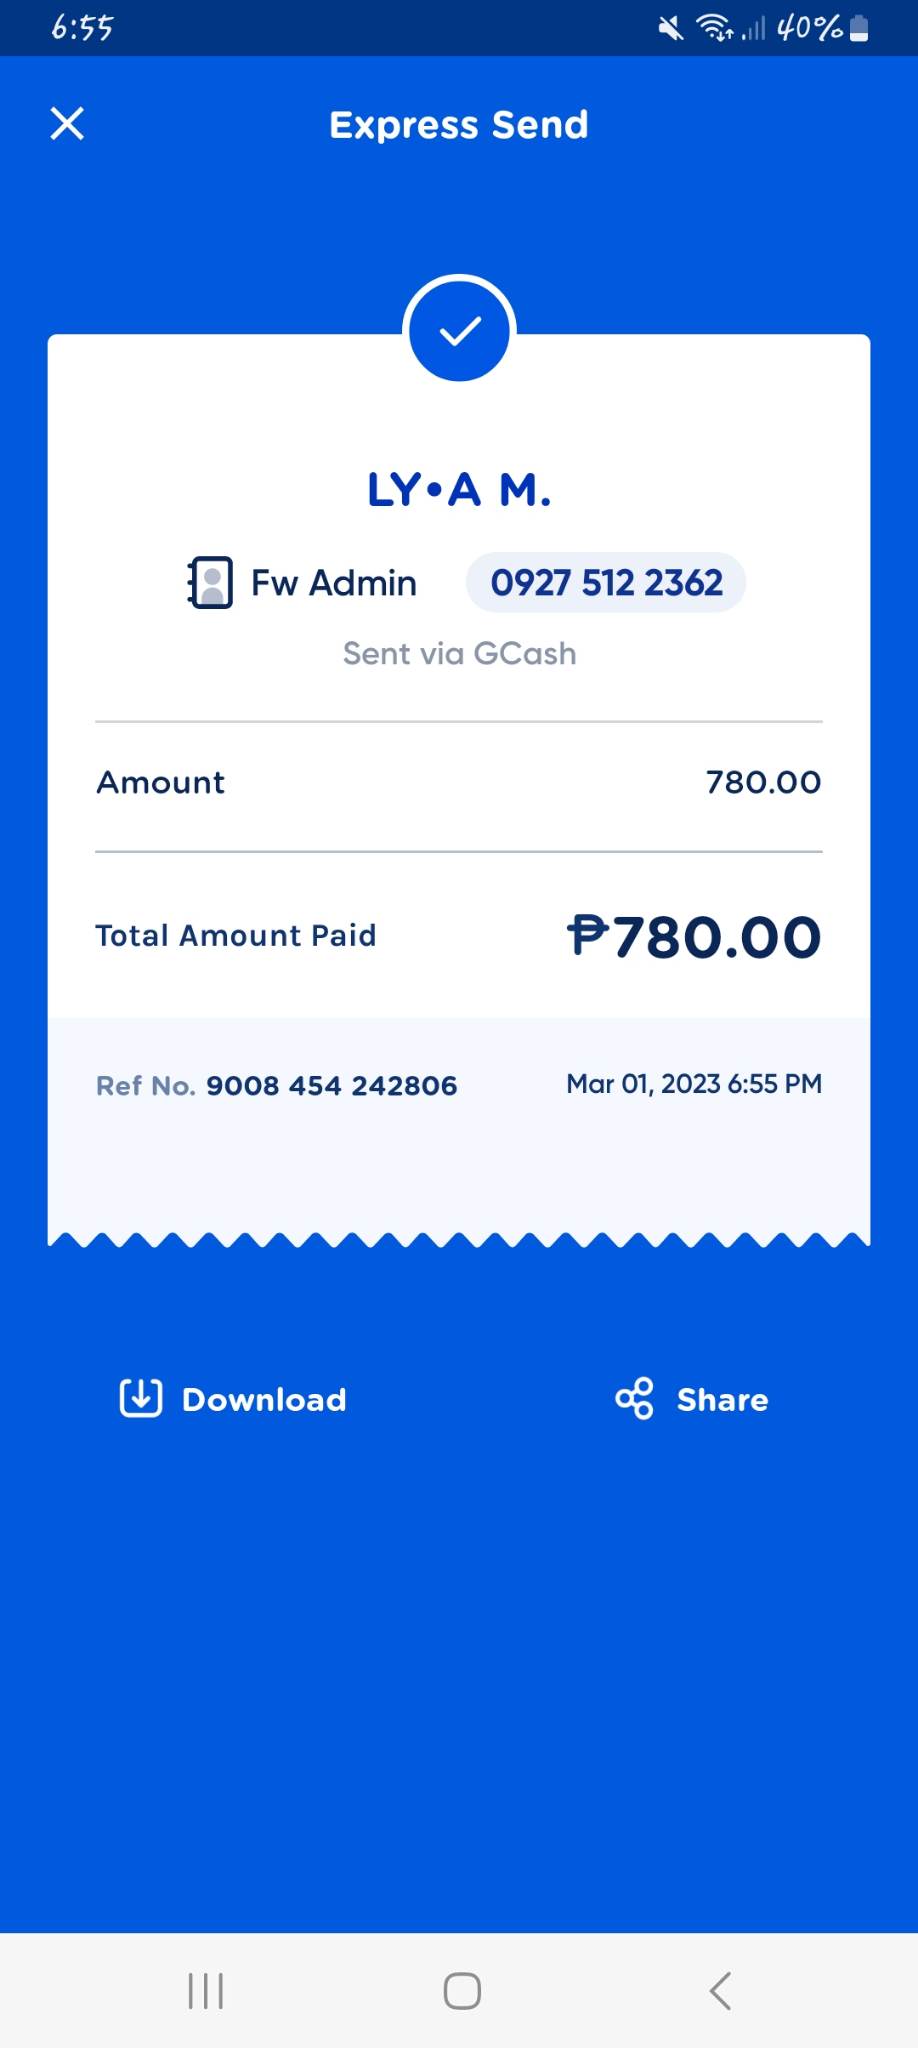 6:55 40%
Express Send
LY•A M.
Fw Admin 0927 512 2362
Sent via GCash
Amount 780.00
Total Amount Paid ₱780.00
Ref No. 9008 454 242806 Mar 01, 2023 6:55 PM
Download Share